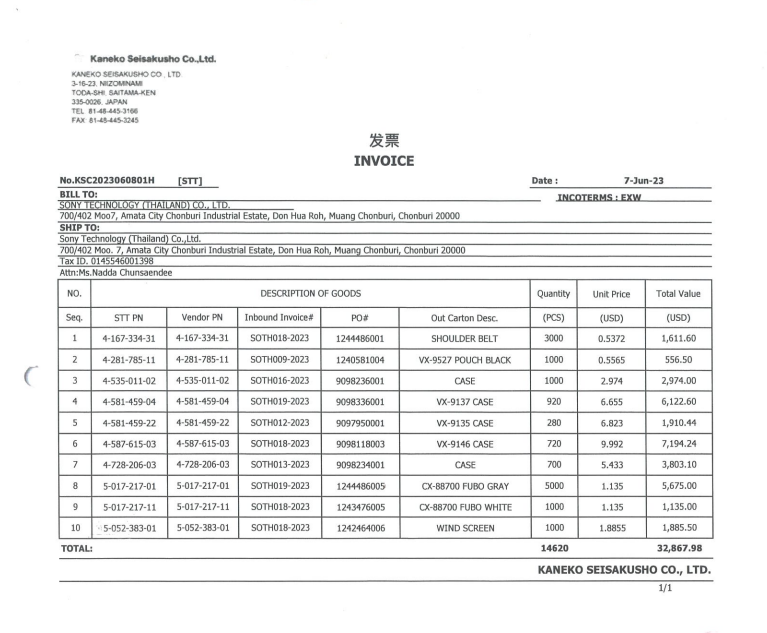 Kaneko Seisakusho Co.,Ltd.
KANEKO SEISAKUSHO CO., LTD
3-16-23, NIIZOMINAMI
TODA-SHI, SAITAMA-KEN
335-0026, JAPAN
TEL 81-48-445-3166
FAX 81-48-445-3245
发票
INVOICE
No.KSC2023060801H [STT] Date : 7-Jun-23
BILL TO: INCOTERMS : EXW
SONY TECHNOLOGY (THAILAND) CO., LTD.
700/402 Moo7, Amata City Chonburi Industrial Estate, Don Hua Roh, Muang Chonburi, Chonburi 20000
SHIP TO:
Sony Technology (Thailand) Co.,Ltd.
700/402 Moo. 7, Amata City Chonburi Industrial Estate, Don Hua Roh, Muang Chonburi, Chonburi 20000
Tax ID. 0145546001398
Attn:Ms.Nadda Chunsaendee
NO. DESCRIPTION OF GOODS Quantity Unit Price Total Value
Seq. STT PN Vendor PN Inbound Invoice# PO# Out Carton Desc. (PCS) (USD) (USD)
1 4-167-334-31 4-167-334-31 SOTH018-2023 1244486001 SHOULDER BELT 3000 0.5372 1,611.60
2 4-281-785-11 4-281-785-11 SOTH009-2023 1240581004 VX-9527 POUCH BLACK 1000 0.5565 556.50
3 4-535-011-02 4-535-011-02 SOTH016-2023 9098236001 CASE 1000 2.974 2,974.00
4 4-581-459-04 4-581-459-04 SOTH019-2023 9098336001 VX-9137 CASE 920 6.655 6,122.60
5 4-581-459-22 4-581-459-22 SOTH012-2023 9097950001 VX-9135 CASE 280 6.823 1,910.44
6 4-587-615-03 4-587-615-03 SOTH018-2023 9098118003 VX-9146 CASE 720 9.992 7,194.24
7 4-728-206-03 4-728-206-03 SOTH013-2023 9098234001 CASE 700 5.433 3,803.10
8 5-017-217-01 5-017-217-01 SOTH019-2023 1244486005 CX-88700 FUBO GRAY 5000 1.135 5,675.00
9 5-017-217-11 5-017-217-11 SOTH018-2023 1243476005 CX-88700 FUBO WHITE 1000 1.135 1,135.00
10 5-052-383-01 5-052-383-01 SOTH018-2023 1242464006 WIND SCREEN 1000 1.8855 1,885.50
TOTAL: 14620 32,867.98
KANEKO SEISAKUSHO CO., LTD.
1/1